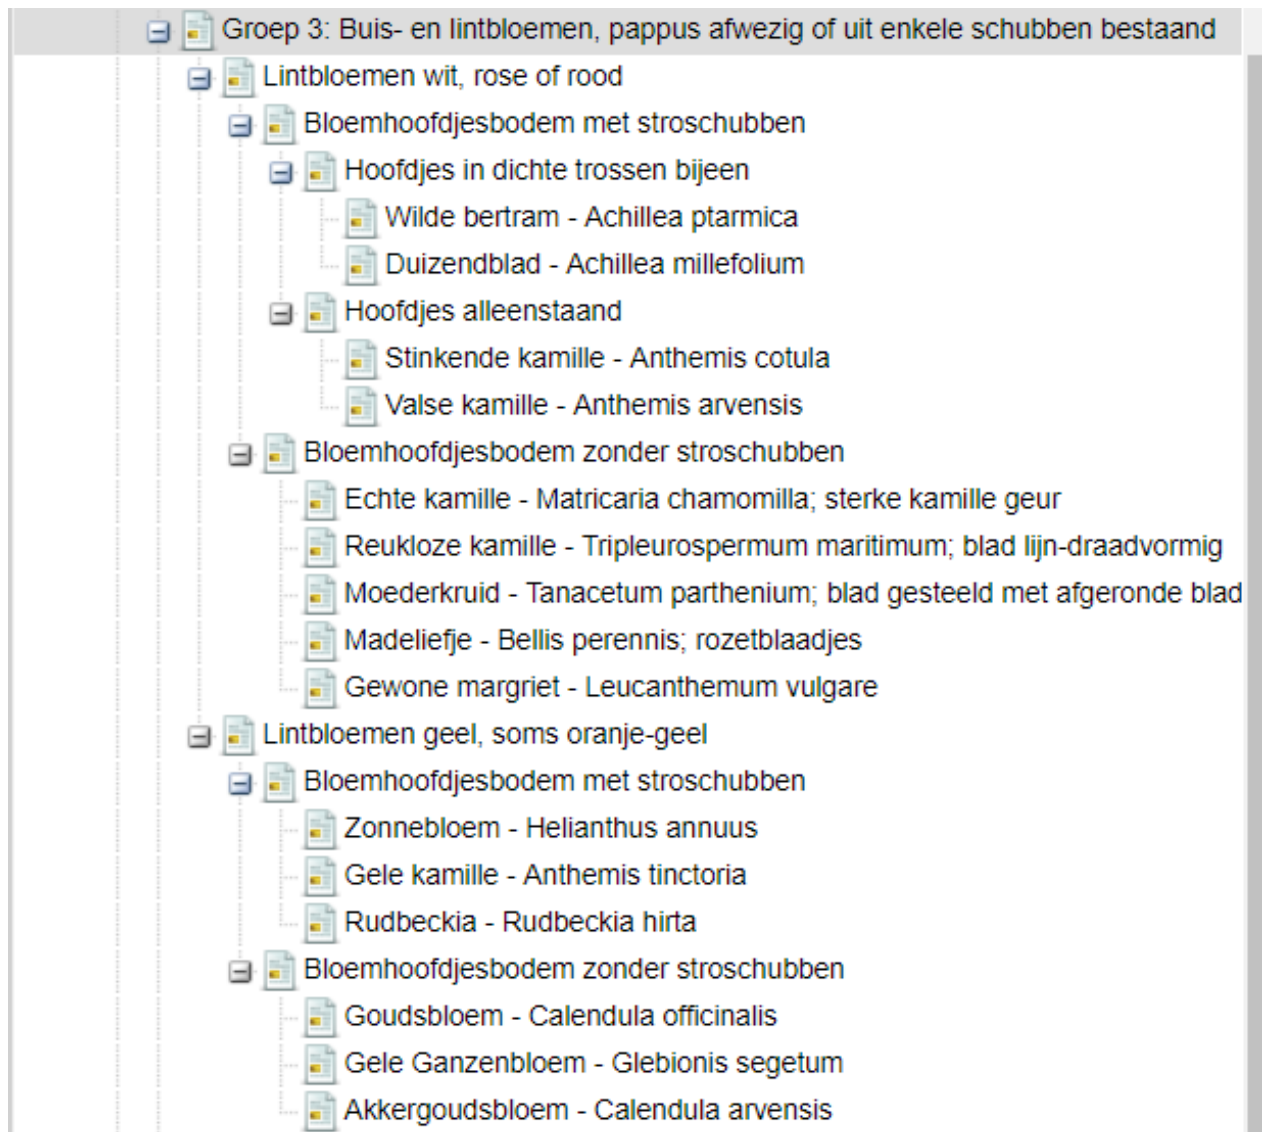 Groep 3: Buis- en lintbloemen, pappus afwezig of uit enkele schubben bestaand
Lintbloemen wit, rose of rood
Bloemhoofdjesbodem met stroschubben
Hoofdjes in dichte trossen bijeen
Wilde bertram - Achillea ptarmica
Duizendblad - Achillea millefolium
Hoofdjes alleenstaand
Stinkende kamille - Anthemis cotula
Valse kamille - Anthemis arvensis
Bloemhoofdjesbodem zonder stroschubben
Echte kamille - Matricaria chamomilla; sterke kamille geur
Reukloze kamille - Tripleurospermum maritimum; blad lijn-draadvormig
Moederkruid - Tanacetum parthenium; blad gesteeld met afgeronde blad
Madeliefje - Bellis perennis; rozetblaadjes
Gewone margriet - Leucanthemum vulgare
Lintbloemen geel, soms oranje-geel
Bloemhoofdjesbodem met stroschubben
Zonnebloem - Helianthus annuus
Gele kamille - Anthemis tinctoria
Rudbeckia - Rudbeckia hirta
Bloemhoofdjesbodem zonder stroschubben
Goudsbloem - Calendula officinalis
Gele Ganzenbloem - Glebionis segetum
Akkergoudsbloem - Calendula arvensis